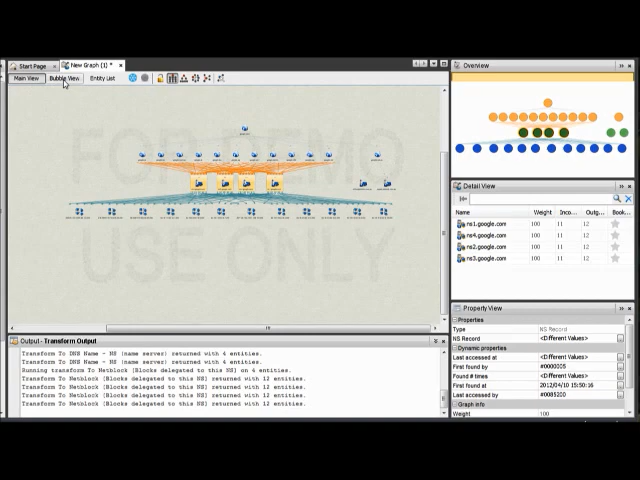 Start Page
New Graph (1) *
Main View
Bubble View
Entity List
FOR DEMO
USE ONLY
Output - Transform Output
Transform To DNS Name - NS (name server) returned with 4 entities.
Transform To DNS Name - NS (name server) returned with 4 entities.
Running transform To Netblock [Blocks delegated to this NS] on 4 entities.
Transform To Netblock [Blocks delegated to this NS] returned with 12 entities.
Transform To Netblock [Blocks delegated to this NS] returned with 12 entities.
Transform To Netblock [Blocks delegated to this NS] returned with 12 entities.
Transform To Netblock [Blocks delegated to this NS] returned with 12 entities.
Overview
Detail View
Name Weight Inco... Outg... Book...
ns1.google.com 100 11 12
ns4.google.com 100 11 12
ns2.google.com 100 11 12
ns3.google.com 100 11 12
Property View
Properties
Type NS Record
NS Record <Different Values>
Dynamic properties
Last accessed at <Different Values>
First found by #0000005
Found # times <Different Values>
First found at 2012/04/10 15:50:16
Last accessed by #0085200
Graph info
Weight 100